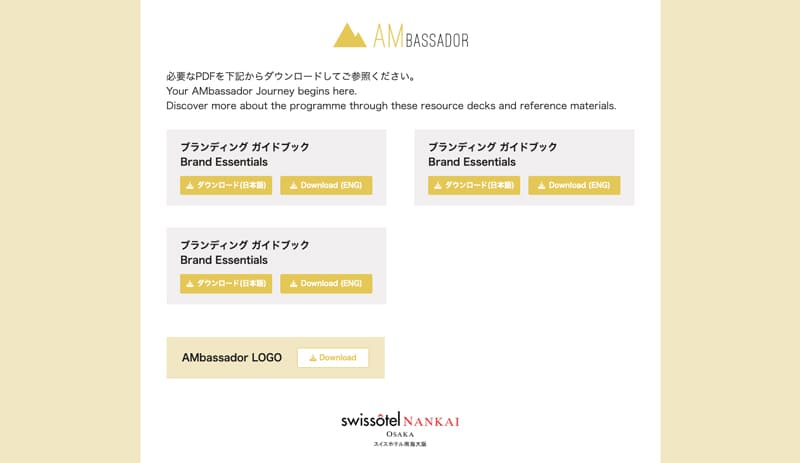 AMBASSADOR
必要なPDFを下記からダウンロードしてご参照ください。
Your AMbassador Journey begins here.
Discover more about the programme through these resource decks and reference materials.
ブランディング ガイドブック
Brand Essentials
ダウンロード(日本語)
Download (ENG)
ブランディング ガイドブック
Brand Essentials
ダウンロード(日本語)
Download (ENG)
ブランディング ガイドブック
Brand Essentials
ダウンロード(日本語)
Download (ENG)
AMbassador LOGO
Download
swissôtel NANKAI
OSAKA
スイスホテル南海大阪